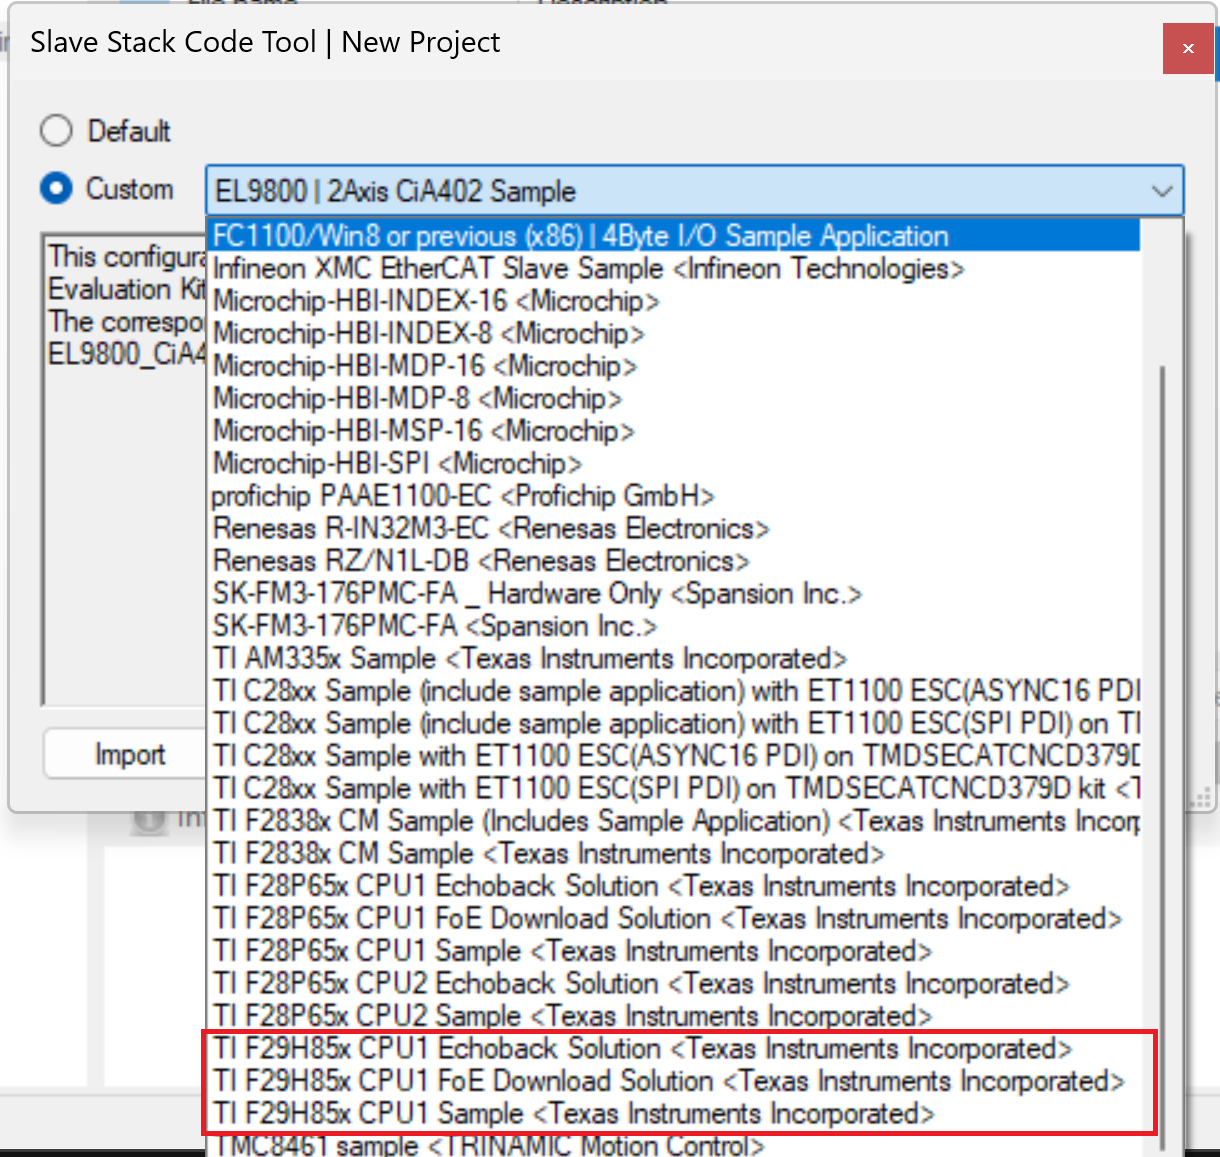 File name
Description
Slave Stack Code Tool | New Project
Default
Custom
EL9800 | 2Axis CiA402 Sample
This configura
Evaluation Kit
The correspo
EL9800_CiA4
FC1100/Win8 or previous (x86) | 4Byte I/O Sample Application
Infineon XMC EtherCAT Slave Sample <Infineon Technologies>
Microchip-HBI-INDEX-16 <Microchip>
Microchip-HBI-INDEX-8 <Microchip>
Microchip-HBI-MDP-16 <Microchip>
Microchip-HBI-MDP-8 <Microchip>
Microchip-HBI-MSP-16 <Microchip>
Microchip-HBI-SPI <Microchip>
profichip PAAE1100-EC <Profichip GmbH>
Renesas R-IN32M3-EC <Renesas Electronics>
Renesas RZ/N1L-DB <Renesas Electronics>
SK-FM3-176PMC-FA _ Hardware Only <Spansion Inc.>
SK-FM3-176PMC-FA <Spansion Inc.>
TI AM335x Sample <Texas Instruments Incorporated>
TI C28xx Sample (include sample application) with ET1100 ESC(ASYNC16 PDI
TI C28xx Sample (include sample application) with ET1100 ESC(SPI PDI) on TI
TI C28xx Sample with ET1100 ESC(ASYNC16 PDI) on TMDSECATCNCD379D
TI C28xx Sample with ET1100 ESC(SPI PDI) on TMDSECATCNCD379D kit <T
TI F2838x CM Sample (Includes Sample Application) <Texas Instruments Incorp
TI F2838x CM Sample <Texas Instruments Incorporated>
TI F28P65x CPU1 Echoback Solution <Texas Instruments Incorporated>
TI F28P65x CPU1 FoE Download Solution <Texas Instruments Incorporated>
TI F28P65x CPU1 Sample <Texas Instruments Incorporated>
TI F28P65x CPU2 Echoback Solution <Texas Instruments Incorporated>
TI F28P65x CPU2 Sample <Texas Instruments Incorporated>
TI F29H85x CPU1 Echoback Solution <Texas Instruments Incorporated>
TI F29H85x CPU1 FoE Download Solution <Texas Instruments Incorporated>
TI F29H85x CPU1 Sample <Texas Instruments Incorporated>
TMC8461 sample <TRINAMIC Motion Control>
Import